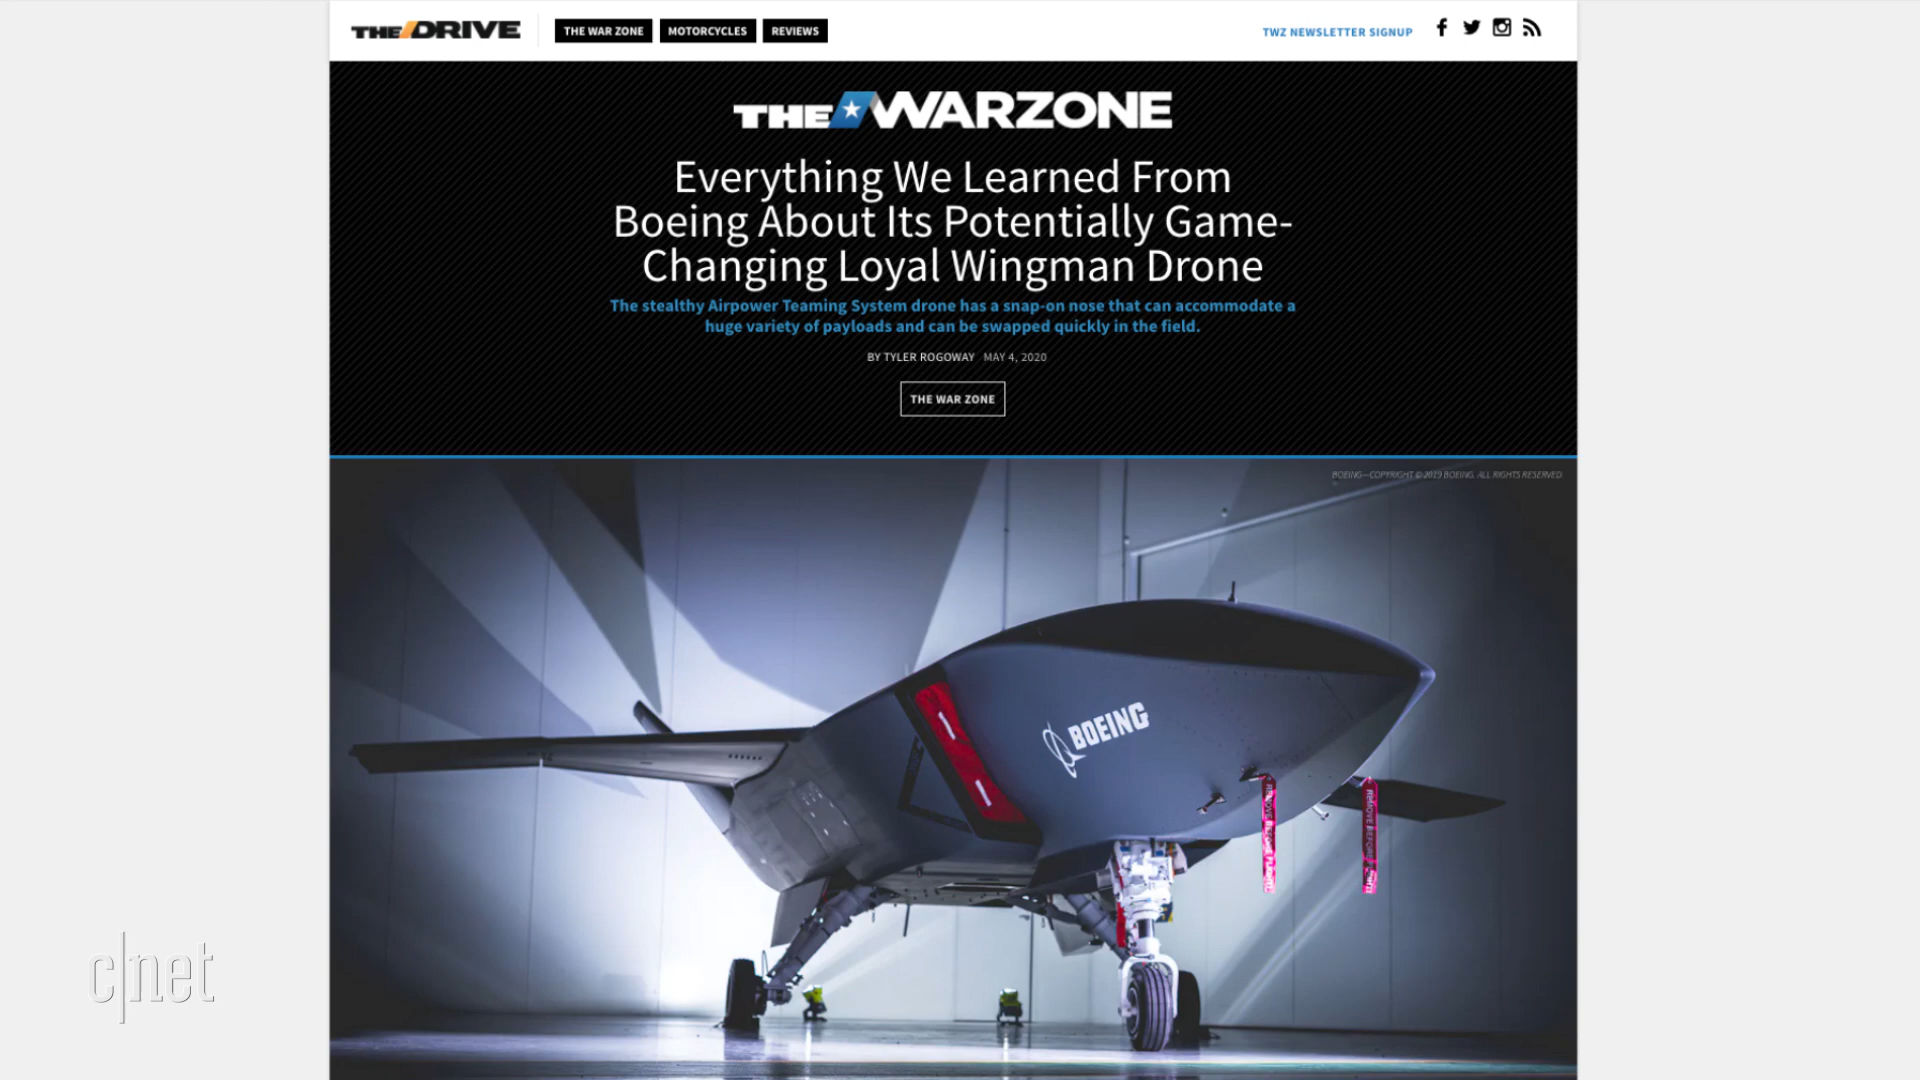 THE DRIVE
THE WAR ZONE
MOTORCYCLES
REVIEWS
TWZ NEWSLETTER SIGNUP
THE WARZONE
Everything We Learned From
Boeing About Its Potentially Game-
Changing Loyal Wingman Drone
The stealthy Airpower Teaming System drone has a snap-on nose that can accommodate a
huge variety of payloads and can be swapped quickly in the field.
BY TYLER ROGOWAY MAY 4, 2020
THE WAR ZONE
BOEING—COPYRIGHT © 2019 BOEING. ALL RIGHTS RESERVED.
BOEING
REMOVE BEFORE FLIGHT
REMOVE BEFORE FLIGHT
c|net